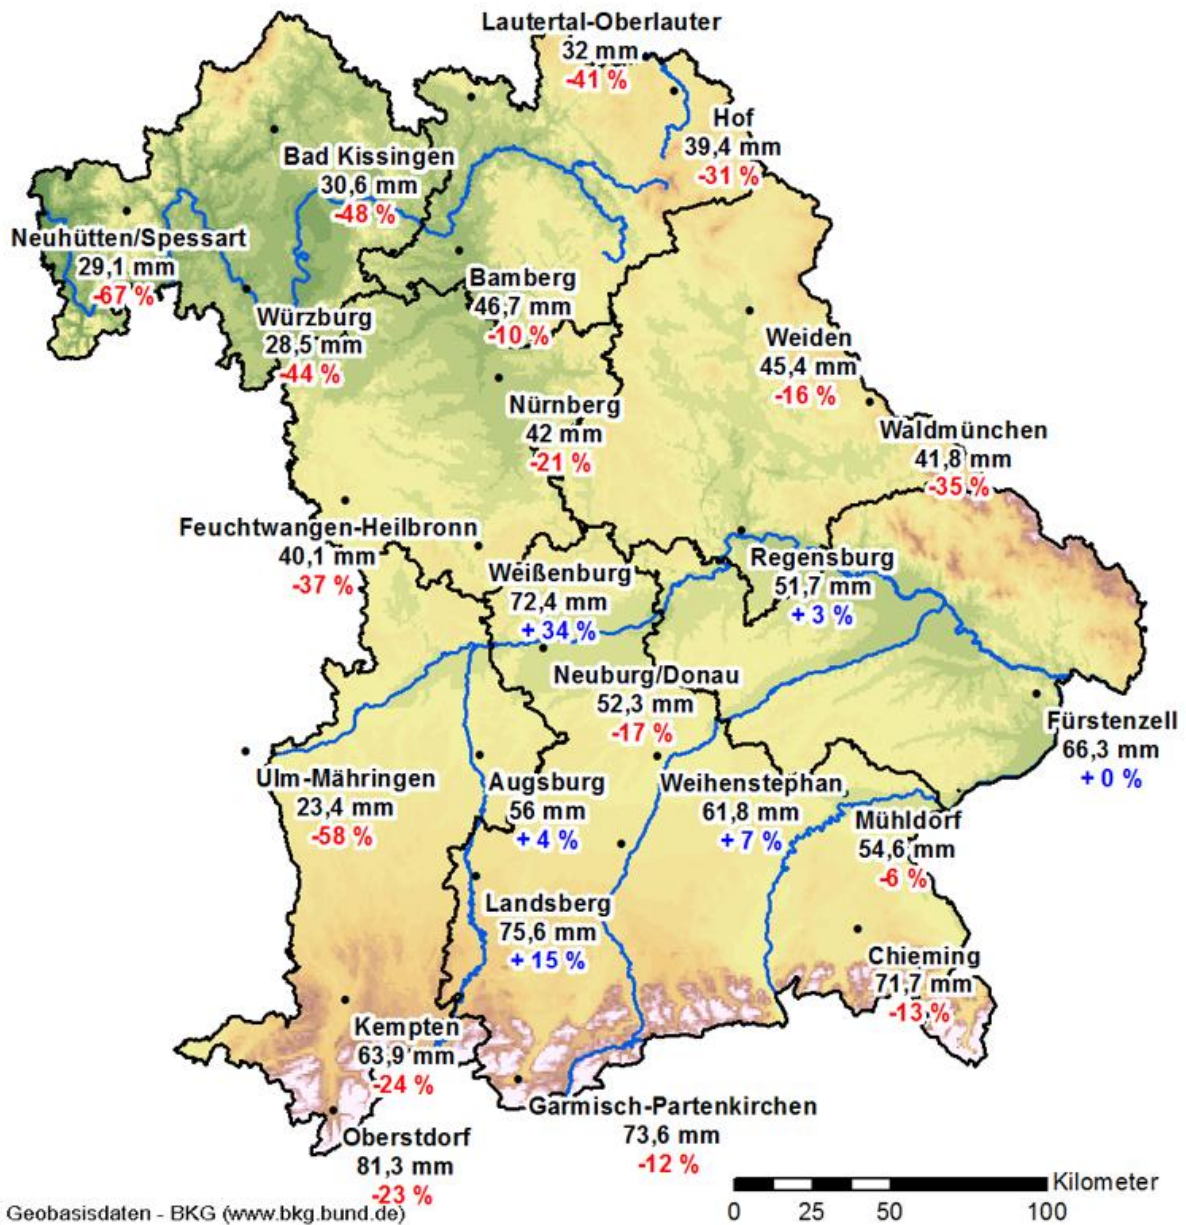 Lautertal-Oberlauter
32 mm
-41 %
Hof
39,4 mm
-31 %
Bad Kissingen
30,6 mm
-48 %
Neuhütten/Spessart
29,1 mm
-67 %
Bamberg
46,7 mm
-10 %
Würzburg
28,5 mm
-44 %
Weiden
45,4 mm
-16 %
Nürnberg
42 mm
-21 %
Waldmünchen
41,8 mm
-35 %
Feuchtwangen-Heilbronn
40,1 mm
-37 %
Weißenburg
72,4 mm
+ 34 %
Regensburg
51,7 mm
+ 3 %
Neuburg/Donau
52,3 mm
-17 %
Fürstenzell
66,3 mm
+ 0 %
Ulm-Mähringen
23,4 mm
-58 %
Augsburg
56 mm
+ 4 %
Weihenstephan
61,8 mm
+ 7 %
Mühldorf
54,6 mm
-6 %
Landsberg
75,6 mm
+ 15 %
Chieming
71,7 mm
-13 %
Kempten
63,9 mm
-24 %
Garmisch-Partenkirchen
73,6 mm
-12 %
Oberstdorf
81,3 mm
-23 %
Kilometer
0 25 50 100
Geobasisdaten - BKG (www.bkg.bund.de)